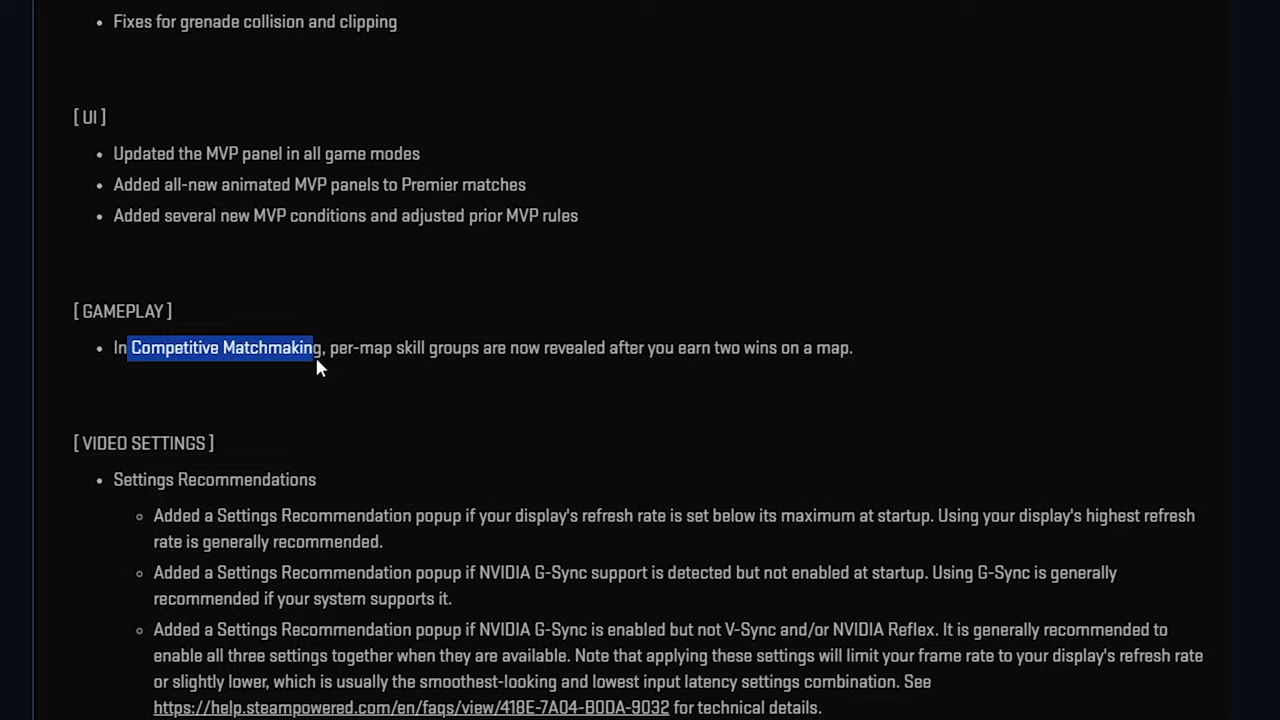 • Fixes for grenade collision and clipping
[ UI ]
• Updated the MVP panel in all game modes
• Added all-new animated MVP panels to Premier matches
• Added several new MVP conditions and adjusted prior MVP rules
[ GAMEPLAY ]
• In Competitive Matchmaking, per-map skill groups are now revealed after you earn two wins on a map.
[ VIDEO SETTINGS ]
• Settings Recommendations
◦ Added a Settings Recommendation popup if your display's refresh rate is set below its maximum at startup. Using your display's highest refresh
rate is generally recommended.
◦ Added a Settings Recommendation popup if NVIDIA G-Sync support is detected but not enabled at startup. Using G-Sync is generally
recommended if your system supports it.
◦ Added a Settings Recommendation popup if NVIDIA G-Sync is enabled but not V-Sync and/or NVIDIA Reflex. It is generally recommended to
enable all three settings together when they are available. Note that applying these settings will limit your frame rate to your display's refresh rate
or slightly lower, which is usually the smoothest-looking and lowest input latency settings combination. See
https://help.steampowered.com/en/faqs/view/418E-7A04-B0DA-9032 for technical details.